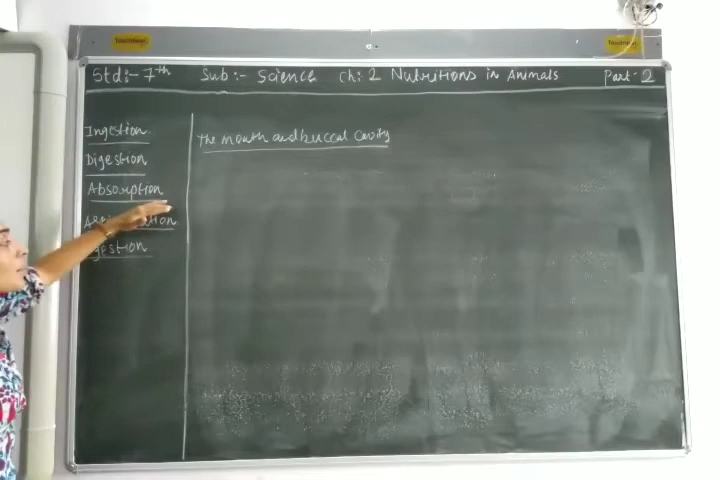 Std:- 7th Sub:- Science Ch: 2 Nutritions in Animals Part- 2
Ingestion
Digestion
Absorption
The mouth and buccal cavity